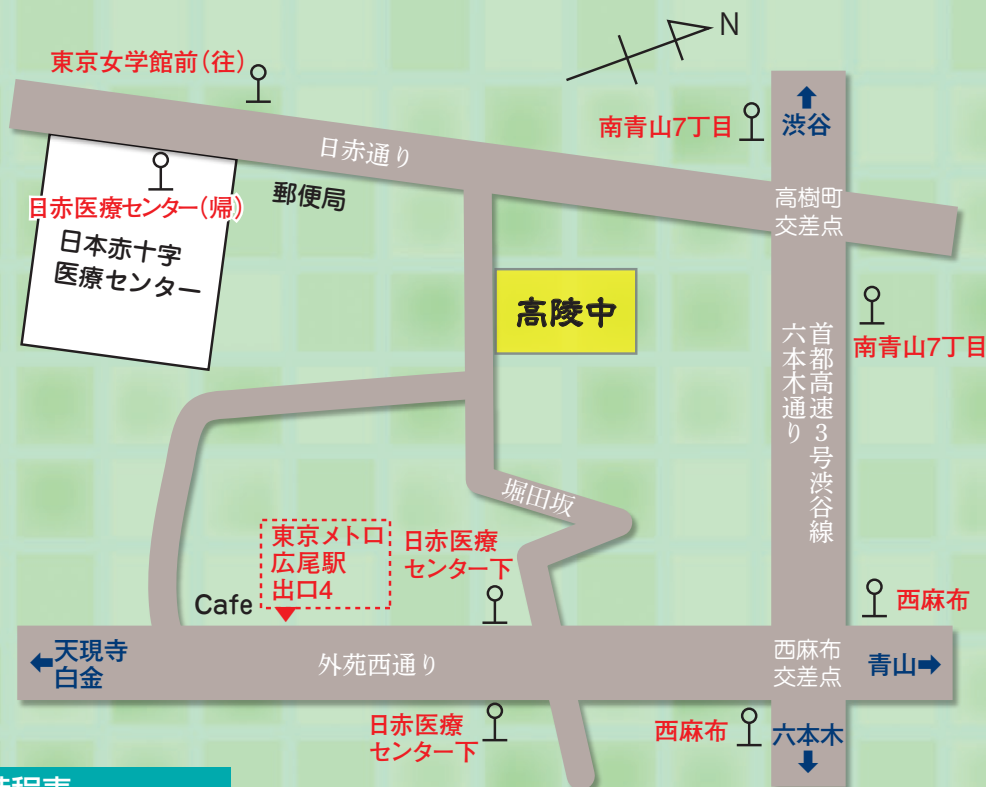 N
東京女学館前(往)
南青山7丁目
渋谷
日赤通り
郵便局
高樹町
交差点
日赤医療センター(帰)
日本赤十字
医療センター
高陵中
南青山7丁目
首都高速3号渋谷線
六本木通り
堀田坂
東京メトロ
広尾駅
出口4
日赤医療
センター下
Cafe
西麻布
天現寺
白金
外苑西通り
西麻布
交差点
青山
日赤医療
センター下
西麻布
六本木